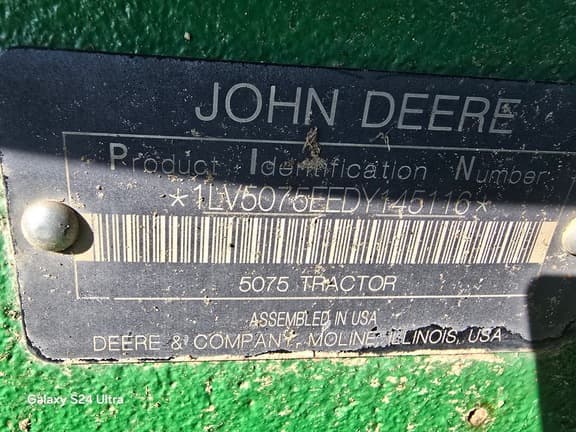 JOHN DEERE
Product Identification Number
*1LV5075EEDY145116*
5075 TRACTOR
ASSEMBLED IN USA
DEERE & COMPANY, MOLINE, ILLINOIS, USA
Galaxy S24 Ultra